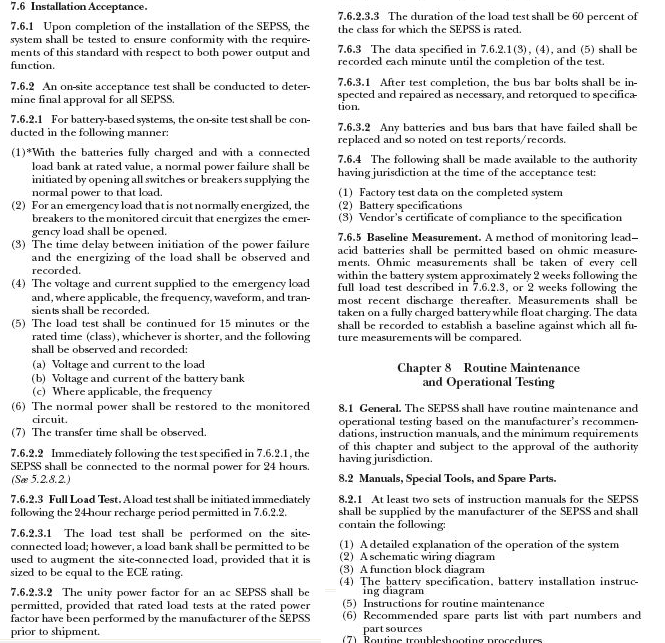 7.6 Installation Acceptance.
7.6.1 Upon completion of the installation of the SEPSS, the
system shall be tested to ensure conformity with the require-
ments of this standard with respect to both power output and
function.
7.6.2 An on-site acceptance test shall be conducted to deter-
mine final approval for all SEPSS.
7.6.2.1 For battery-based systems, the on-site test shall be con-
ducted in the following manner:
(1)*With the batteries fully charged and with a connected
load bank at rated value, a normal power failure shall be
initiated by opening all switches or breakers supplying the
normal power to that load.
(2) For an emergency load that is not normally energized, the
breakers to the monitored circuit that energizes the emer-
gency load shall be opened.
(3) The time delay between initiation of the power failure
and the energizing of the load shall be observed and
recorded.
(4) The voltage and current supplied to the emergency load
and, where applicable, the frequency, waveform, and tran-
sients shall be recorded.
(5) The load test shall be continued for 15 minutes or the
rated time (class), whichever is shorter, and the following
shall be observed and recorded:
(a) Voltage and current to the load
(b) Voltage and current of the battery bank
(c) Where applicable, the frequency
(6) The normal power shall be restored to the monitored
circuit.
(7) The transfer time shall be observed.
7.6.2.2 Immediately following the test specified in 7.6.2.1, the
SEPSS shall be connected to the normal power for 24 hours.
(See 5.2.8.2.)
7.6.2.3 Full Load Test. A load test shall be initiated immediately
following the 24-hour recharge period permitted in 7.6.2.2.
7.6.2.3.1 The load test shall be performed on the site-
connected load; however, a load bank shall be permitted to be
used to augment the site-connected load, provided that it is
sized to be equal to the ECE rating.
7.6.2.3.2 The unity power factor for an ac SEPSS shall be
permitted, provided that rated load tests at the rated power
factor have been performed by the manufacturer of the SEPSS
prior to shipment.
7.6.2.3.3 The duration of the load test shall be 60 percent of
the class for which the SEPSS is rated.
7.6.3 The data specified in 7.6.2.1(3), (4), and (5) shall be
recorded each minute until the completion of the test.
7.6.3.1 After test completion, the bus bar bolts shall be in-
spected and repaired as necessary, and retorqued to specifica-
tion.
7.6.3.2 Any batteries and bus bars that have failed shall be
replaced and so noted on test reports/records.
7.6.4 The following shall be made available to the authority
having jurisdiction at the time of the acceptance test:
(1) Factory test data on the completed system
(2) Battery specifications
(3) Vendor's certificate of compliance to the specification
7.6.5 Baseline Measurement. A method of monitoring lead–
acid batteries shall be permitted based on ohmic measure-
ments. Ohmic measurements shall be taken of every cell
within the battery system approximately 2 weeks following the
full load test described in 7.6.2.3, or 2 weeks following the
most recent discharge thereafter. Measurements shall be
taken on a fully charged battery while float charging. The data
shall be recorded to establish a baseline against which all fu-
ture measurements will be compared.
Chapter 8 Routine Maintenance
and Operational Testing
8.1 General. The SEPSS shall have routine maintenance and
operational testing based on the manufacturer's recommen-
dations, instruction manuals, and the minimum requirements
of this chapter and subject to the approval of the authority
having jurisdiction.
8.2 Manuals, Special Tools, and Spare Parts.
8.2.1 At least two sets of instruction manuals for the SEPSS
shall be supplied by the manufacturer of the SEPSS and shall
contain the following:
(1) A detailed explanation of the operation of the system
(2) A schematic wiring diagram
(3) A function block diagram
(4) The battery specification, battery installation instruc-
ing diagram
(5) Instructions for routine maintenance
(6) Recommended spare parts list with part numbers and
part sources
(7) Routine troubleshooting procedures